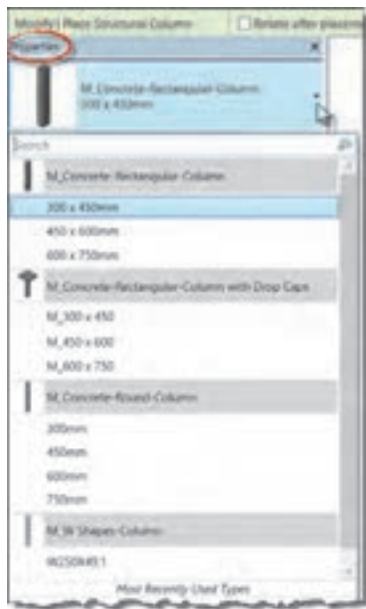 Modify | Place Structural Column Rotate after placement
Properties
M_Concrete-Rectangular-Column
300 x 450mm
Search
M_Concrete-Rectangular-Column
300 x 450mm
450 x 600mm
600 x 750mm
M_Concrete-Rectangular-Column with Drop Caps
M_300 x 450
M_450 x 600
M_600 x 750
M_Concrete-Round-Column
300mm
450mm
600mm
750mm
M_W Shapes-Column
W250X49.1
Most Recently Used Types